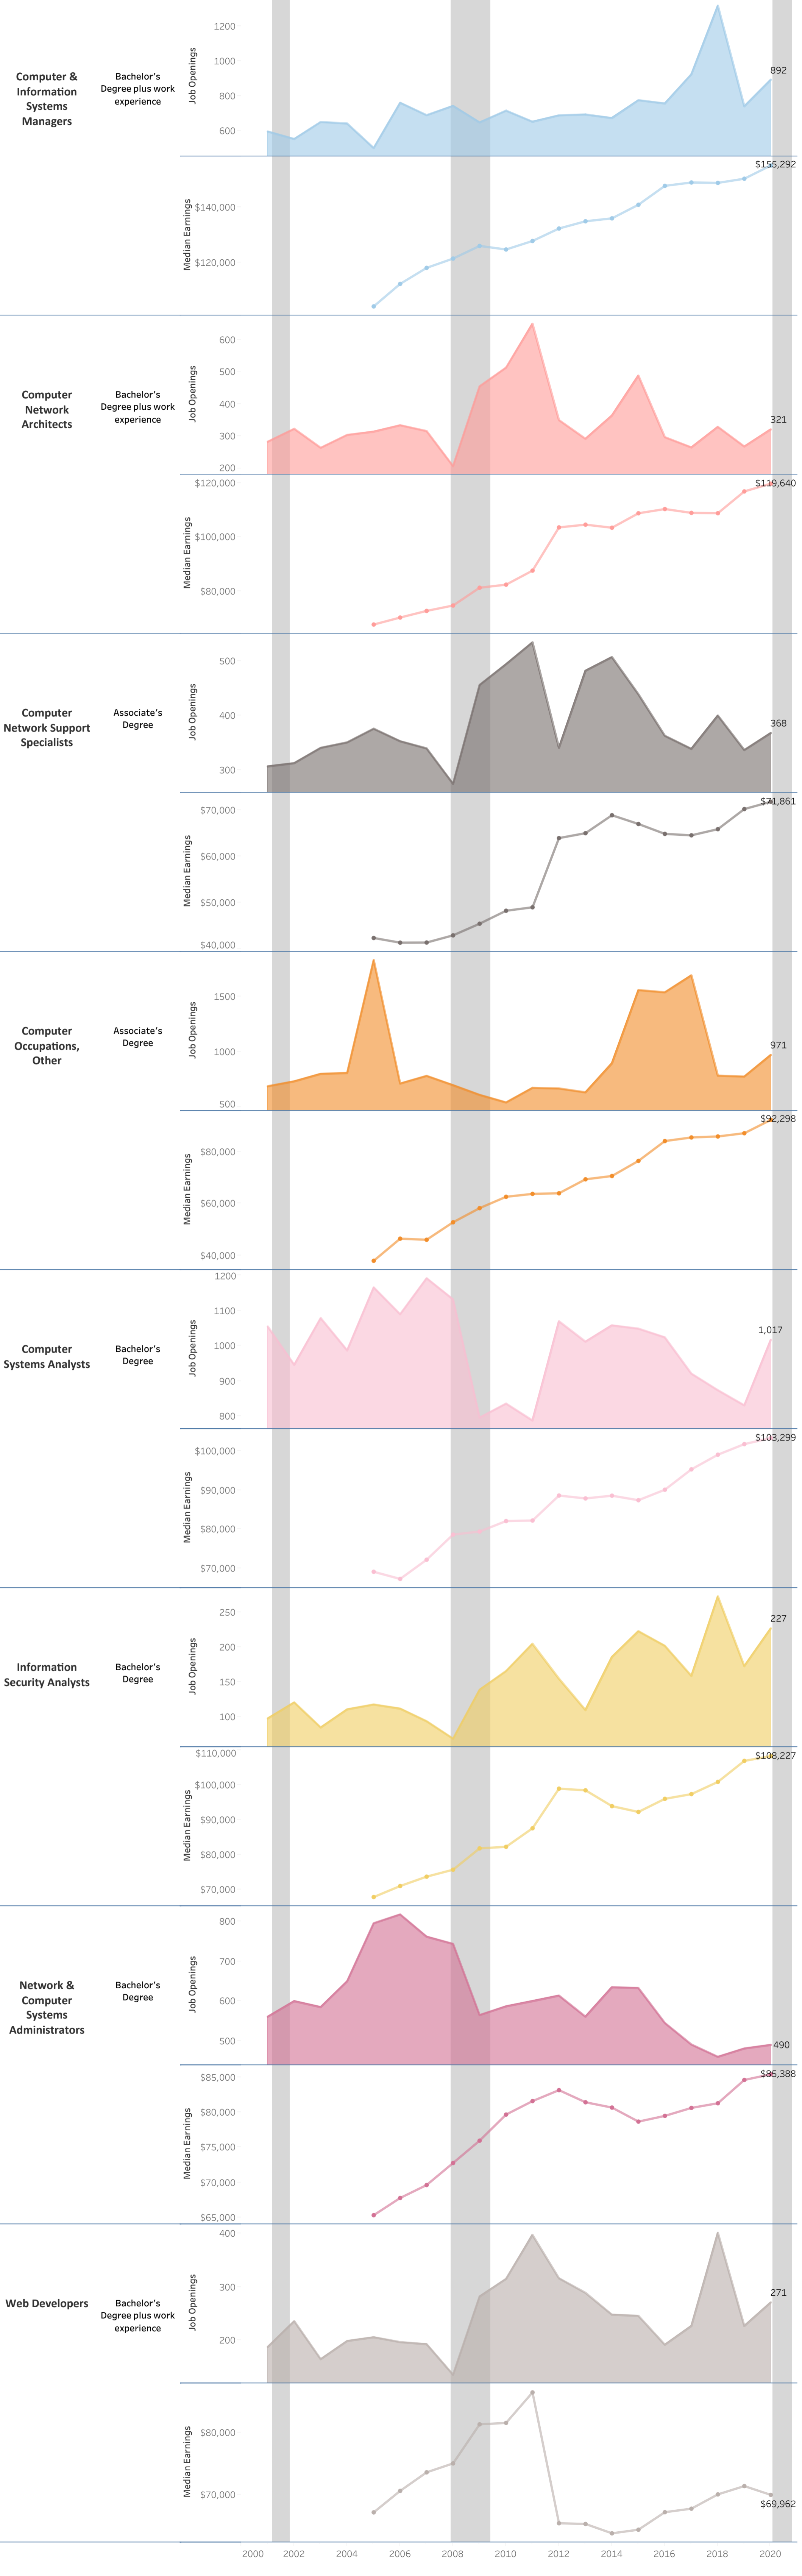 Computer &
Information
Systems
Managers
Bachelor's
Degree plus work
experience
Job Openings
1200
1000
800
600
892
Median Earnings
$140,000
$120,000
$155,292
Computer
Network
Architects
Bachelor's
Degree plus work
experience
Job Openings
600
500
400
300
200
321
Median Earnings
$120,000
$100,000
$80,000
$119,640
Computer
Network Support
Specialists
Associate's
Degree
Job Openings
500
400
300
368
Median Earnings
$70,000
$60,000
$50,000
$40,000
$71,861
Computer
Occupations,
Other
Associate's
Degree
Job Openings
1500
1000
500
971
Median Earnings
$80,000
$60,000
$40,000
$92,298
Computer
Systems Analysts
Bachelor's
Degree
Job Openings
1200
1100
1000
900
800
1,017
Median Earnings
$100,000
$90,000
$80,000
$70,000
$103,299
Information
Security Analysts
Bachelor's
Degree
Job Openings
250
200
150
100
227
Median Earnings
$110,000
$100,000
$90,000
$80,000
$70,000
$108,227
Network &
Computer
Systems
Administrators
Bachelor's
Degree
Job Openings
800
700
600
500
490
Median Earnings
$85,000
$80,000
$75,000
$70,000
$65,000
$85,388
Web Developers
Bachelor's
Degree plus work
experience
Job Openings
400
300
200
271
Median Earnings
$80,000
$70,000
$69,962
2000 2002 2004 2006 2008 2010 2012 2014 2016 2018 2020